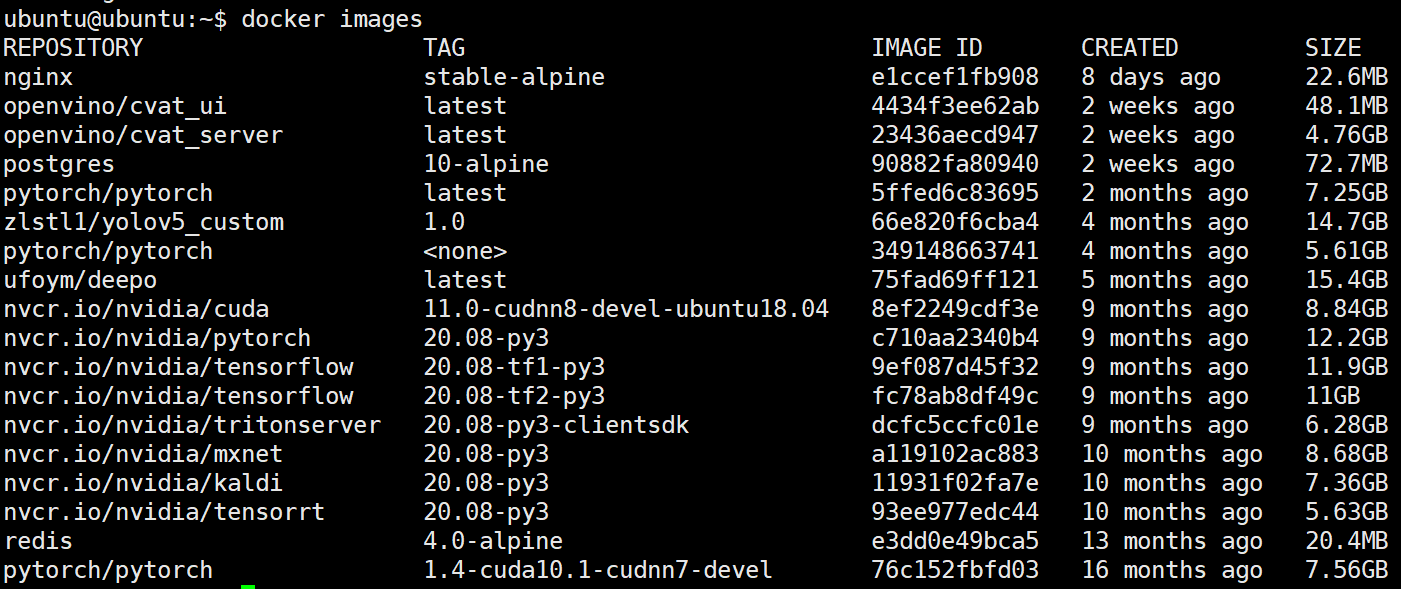 ubuntu@ubuntu:~$ docker images
REPOSITORY TAG IMAGE ID CREATED SIZE
nginx stable-alpine e1ccef1fb908 8 days ago 22.6MB
openvino/cvat_ui latest 4434f3ee62ab 2 weeks ago 48.1MB
openvino/cvat_server latest 23436aecd947 2 weeks ago 4.76GB
postgres 10-alpine 90882fa80940 2 weeks ago 72.7MB
pytorch/pytorch latest 5ffed6c83695 2 months ago 7.25GB
zlstl1/yolov5_custom 1.0 66e820f6cba4 4 months ago 14.7GB
pytorch/pytorch <none> 349148663741 4 months ago 5.61GB
ufoym/deepo latest 75fad69ff121 5 months ago 15.4GB
nvcr.io/nvidia/cuda 11.0-cudnn8-devel-ubuntu18.04 8ef2249cdf3e 9 months ago 8.84GB
nvcr.io/nvidia/pytorch 20.08-py3 c710aa2340b4 9 months ago 12.2GB
nvcr.io/nvidia/tensorflow 20.08-tf1-py3 9ef087d45f32 9 months ago 11.9GB
nvcr.io/nvidia/tensorflow 20.08-tf2-py3 fc78ab8df49c 9 months ago 11GB
nvcr.io/nvidia/tritonserver 20.08-py3-clientsdk dcfc5ccfc01e 9 months ago 6.28GB
nvcr.io/nvidia/mxnet 20.08-py3 a119102ac883 10 months ago 8.68GB
nvcr.io/nvidia/kaldi 20.08-py3 11931f02fa7e 10 months ago 7.36GB
nvcr.io/nvidia/tensorrt 20.08-py3 93ee977edc44 10 months ago 5.63GB
redis 4.0-alpine e3dd0e49bca5 13 months ago 20.4MB
pytorch/pytorch 1.4-cuda10.1-cudnn7-devel 76c152fbfd03 16 months ago 7.56GB